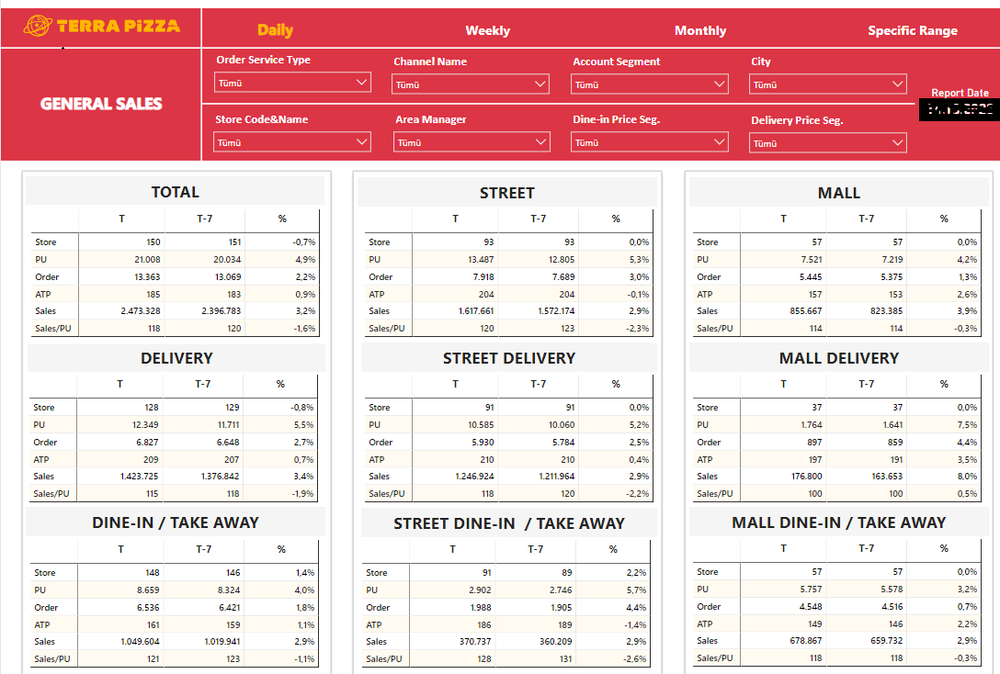 TERRA PiZZA
Daily Weekly Monthly Specific Range
GENERAL SALES
Order Service Type Channel Name Account Segment City
Tümü Tümü Tümü Tümü
Report Date
Store Code&Name Area Manager Dine-in Price Seg. Delivery Price Seg.
Tümü Tümü Tümü Tümü
TOTAL
T T-7 %
Store 150 151 -0,7%
PU 21.008 20.034 4,9%
Order 13.363 13.069 2,2%
ATP 185 183 0,9%
Sales 2.473.328 2.396.783 3,2%
Sales/PU 118 120 -1,6%
STREET
T T-7 %
Store 93 93 0,0%
PU 13.487 12.805 5,3%
Order 7.918 7.689 3,0%
ATP 204 204 -0,1%
Sales 1.617.661 1.572.174 2,9%
Sales/PU 120 123 -2,3%
MALL
T T-7 %
Store 57 57 0,0%
PU 7.521 7.219 4,2%
Order 5.445 5.375 1,3%
ATP 157 153 2,6%
Sales 855.667 823.385 3,9%
Sales/PU 114 114 -0,3%
DELIVERY
T T-7 %
Store 128 129 -0,8%
PU 12.349 11.711 5,5%
Order 6.827 6.648 2,7%
ATP 209 207 0,7%
Sales 1.423.725 1.376.842 3,4%
Sales/PU 115 118 -1,9%
STREET DELIVERY
T T-7 %
Store 91 91 0,0%
PU 10.585 10.060 5,2%
Order 5.930 5.784 2,5%
ATP 210 210 0,4%
Sales 1.246.924 1.211.964 2,9%
Sales/PU 118 120 -2,2%
MALL DELIVERY
T T-7 %
Store 37 37 0,0%
PU 1.764 1.641 7,5%
Order 897 859 4,4%
ATP 197 191 3,5%
Sales 176.800 163.653 8,0%
Sales/PU 100 100 0,5%
DINE-IN / TAKE AWAY
T T-7 %
Store 148 146 1,4%
PU 8.659 8.324 4,0%
Order 6.536 6.421 1,8%
ATP 161 159 1,1%
Sales 1.049.604 1.019.941 2,9%
Sales/PU 121 123 -1,1%
STREET DINE-IN / TAKE AWAY
T T-7 %
Store 91 89 2,2%
PU 2.902 2.746 5,7%
Order 1.988 1.905 4,4%
ATP 186 189 -1,4%
Sales 370.737 360.209 2,9%
Sales/PU 128 131 -2,6%
MALL DINE-IN / TAKE AWAY
T T-7 %
Store 57 57 0,0%
PU 5.757 5.578 3,2%
Order 4.548 4.516 0,7%
ATP 149 146 2,2%
Sales 678.867 659.732 2,9%
Sales/PU 118 118 -0,3%